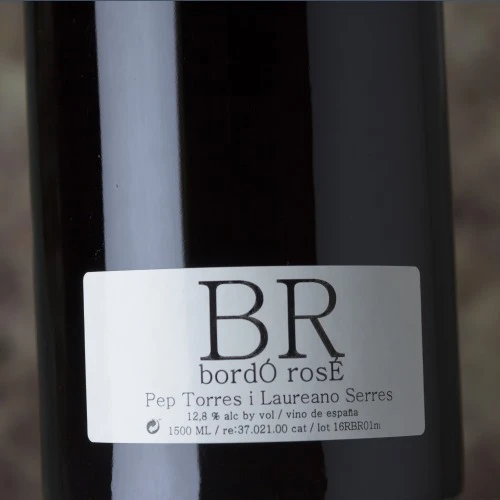 BR
bordÓ rosÉ
Pep Torres i Laureano Serres
12,8 % alc by vol / vino de españa
1500 ML / re:37.021.00 cat / lot 16RBR01m